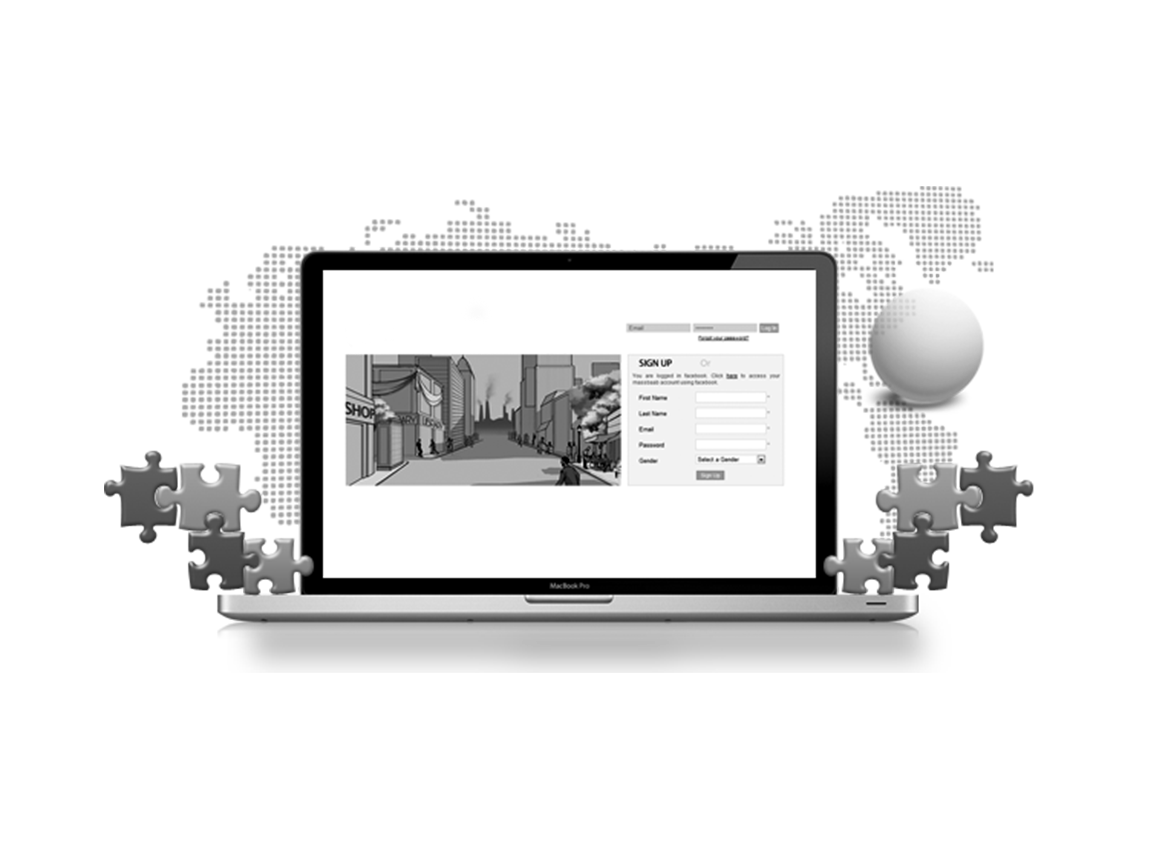 Email
Log In
Forgot your password?
SIGN UP Or
You are logged in facebook. Click here to access your
account using facebook.
First Name
Last Name
Email
Password
Gender Select a Gender
Sign Up
SHOP
MacBook Pro